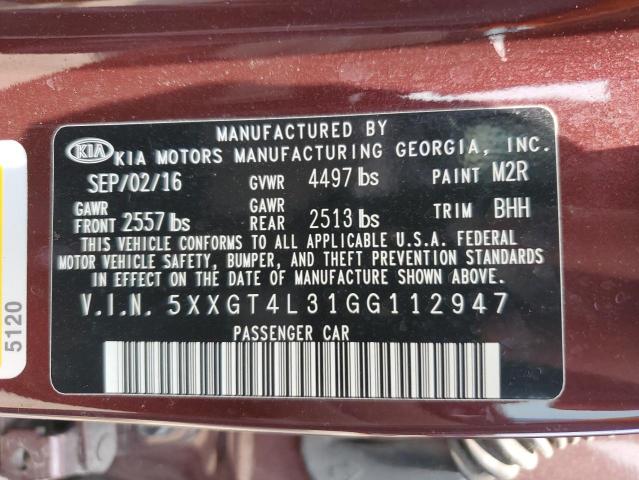 MANUFACTURED BY
KIA KIA MOTORS MANUFACTURING GEORGIA, INC.
SEP/02/16 GVWR 4497 lbs PAINT M2R
GAWR FRONT 2557 lbs GAWR REAR 2513 lbs TRIM BHH
THIS VEHICLE CONFORMS TO ALL APPLICABLE U.S.A. FEDERAL
MOTOR VEHICLE SAFETY, BUMPER, AND THEFT PREVENTION STANDARDS
IN EFFECT ON THE DATE OF MANUFACTURE SHOWN ABOVE.
V.I.N. 5XXGT4L31GG112947
PASSENGER CAR
5120